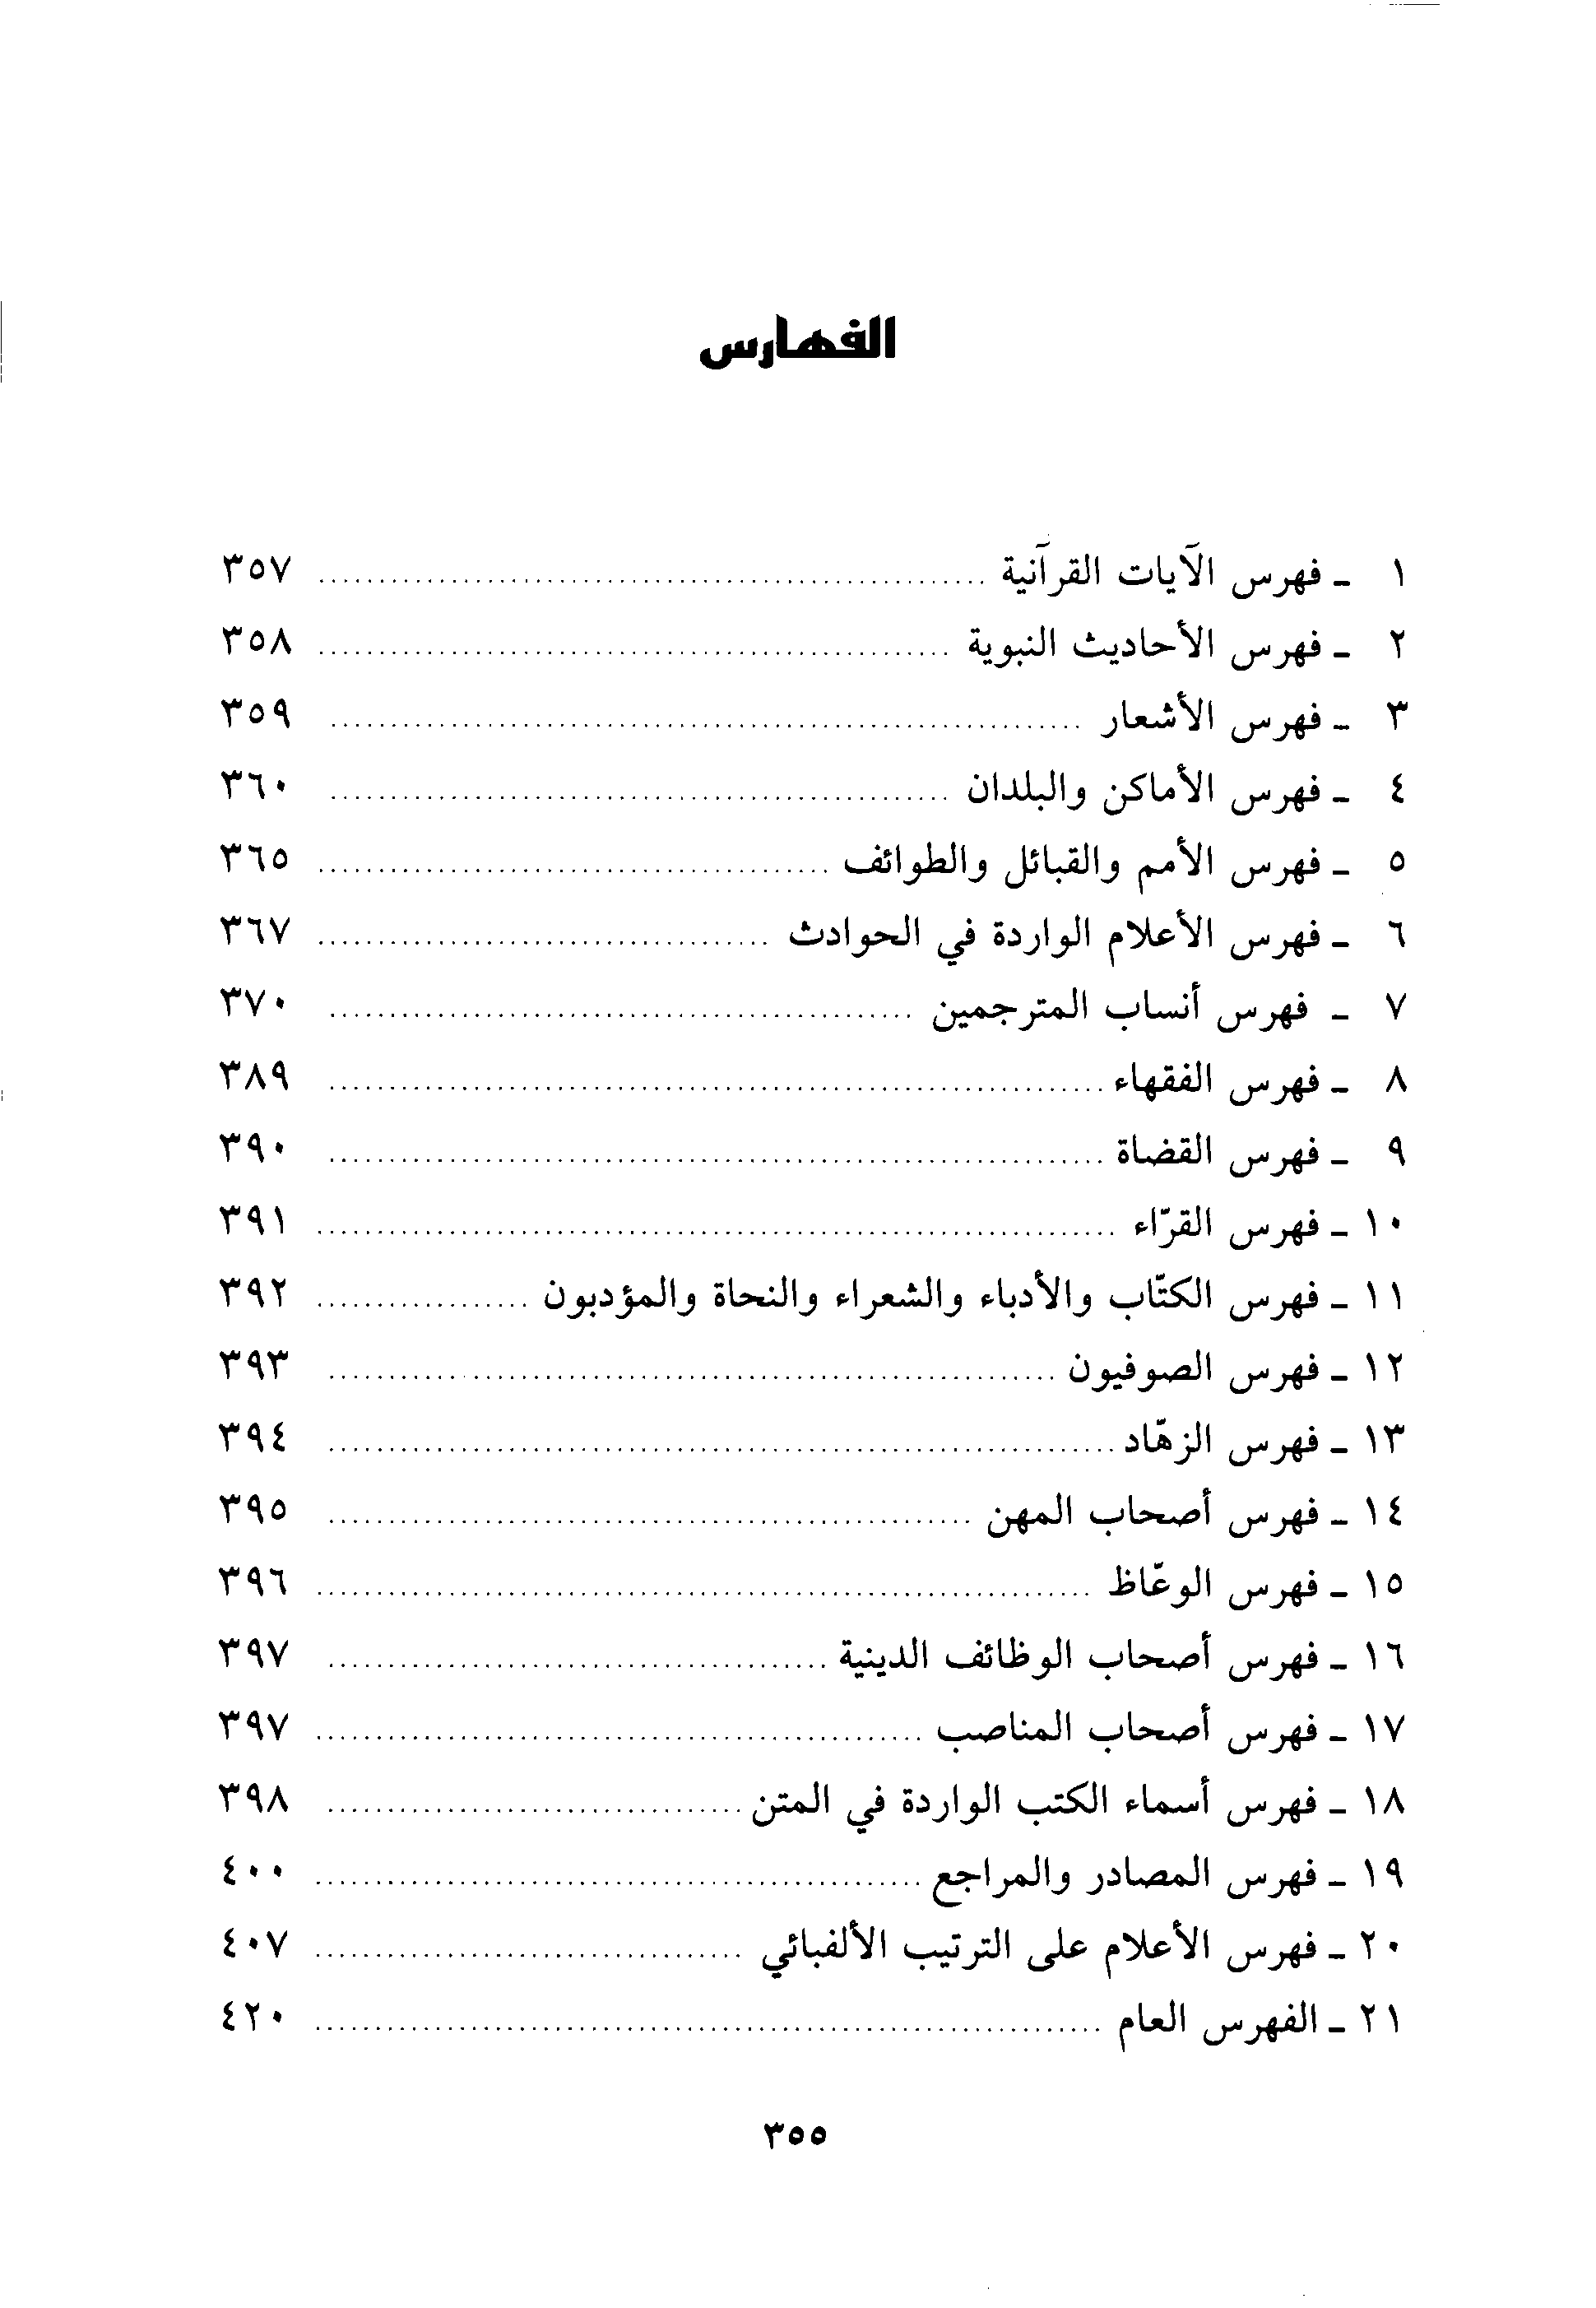 الفهارس
١ ـ فهرس الآيات القرآنية ........ ٣٥٧
٢ ـ فهرس الأحاديث النبوية ........ ٣٥٨
٣ ـ فهرس الأشعار ........ ٣٥٩
٤ ـ فهرس الأماكن والبلدان ........ ٣٦٠
٥ ـ فهرس الأمم والقبائل والطوائف ........ ٣٦٥
٦ ـ فهرس الأعلام الواردة في الحوادث ........ ٣٦٧
٧ ـ فهرس أنساب المترجمين ........ ٣٧٠
٨ ـ فهرس الفقهاء ........ ٣٨٩
٩ ـ فهرس القضاة ........ ٣٩٠
١٠ ـ فهرس القرّاء ........ ٣٩١
١١ ـ فهرس الكتّاب والأدباء والشعراء والنحاة والمؤدبون ........ ٣٩٢
١٢ ـ فهرس الصوفيون ........ ٣٩٣
١٣ ـ فهرس الزهّاد ........ ٣٩٤
١٤ ـ فهرس أصحاب المهن ........ ٣٩٥
١٥ ـ فهرس الوعّاظ ........ ٣٩٦
١٦ ـ فهرس أصحاب الوظائف الدينية ........ ٣٩٧
١٧ ـ فهرس أصحاب المناصب ........ ٣٩٧
١٨ ـ فهرس أسماء الكتب الواردة في المتن ........ ٣٩٨
١٩ ـ فهرس المصادر والمراجع ........ ٤٠٠
٢٠ ـ فهرس الأعلام على الترتيب الألفبائي ........ ٤٠٧
٢١ ـ الفهرس العام ........ ٤٢٠
٣٥٥